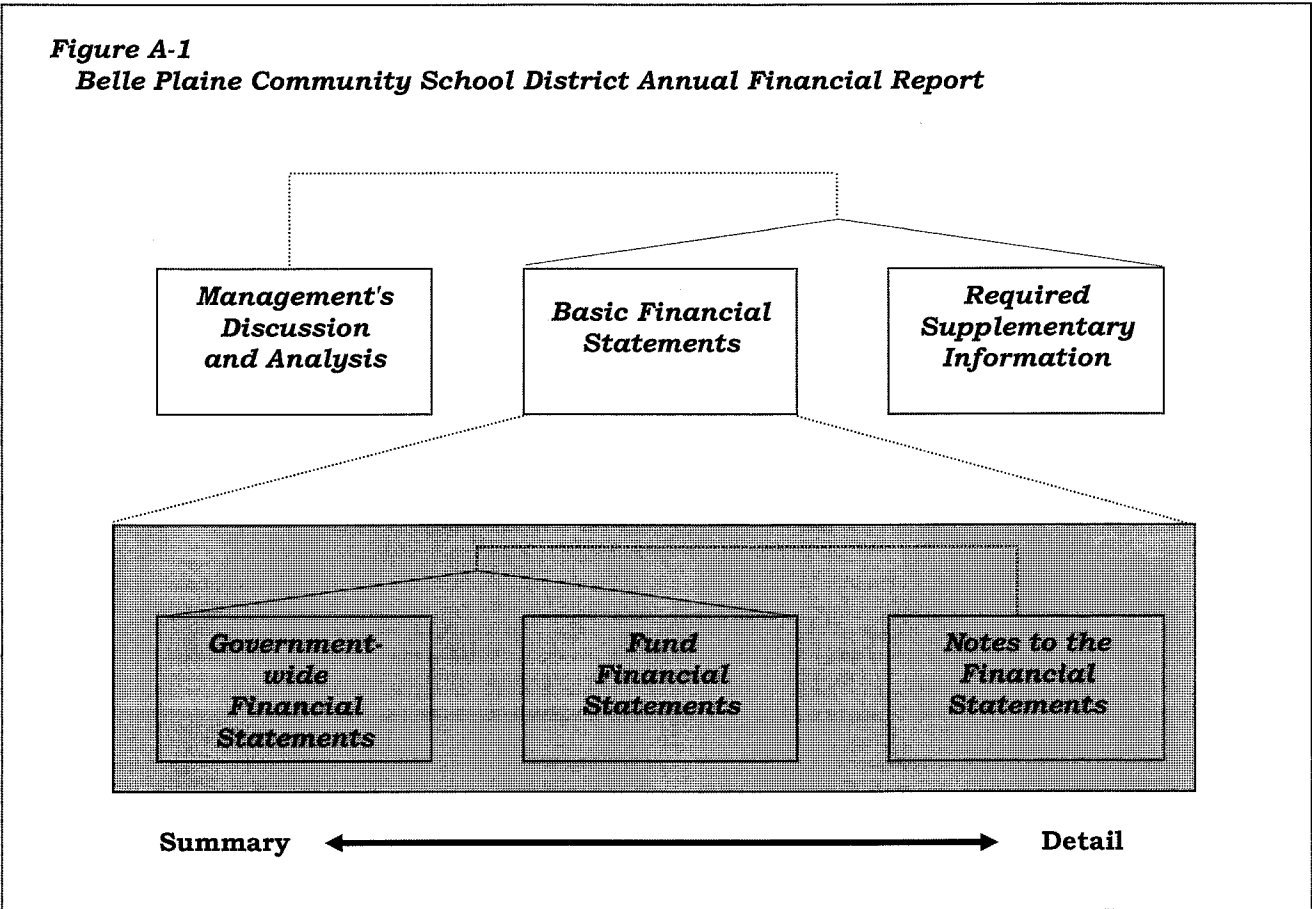 Figure A-1
Belle Plaine Community School District Annual Financial Report
Management's
Discussion
and Analysis
Basic Financial
Statements
Required
Supplementary
Information
Government-
wide
Financial
Statements
Fund
Financial
Statements
Notes to the
Financial
Statements
Summary
Detail